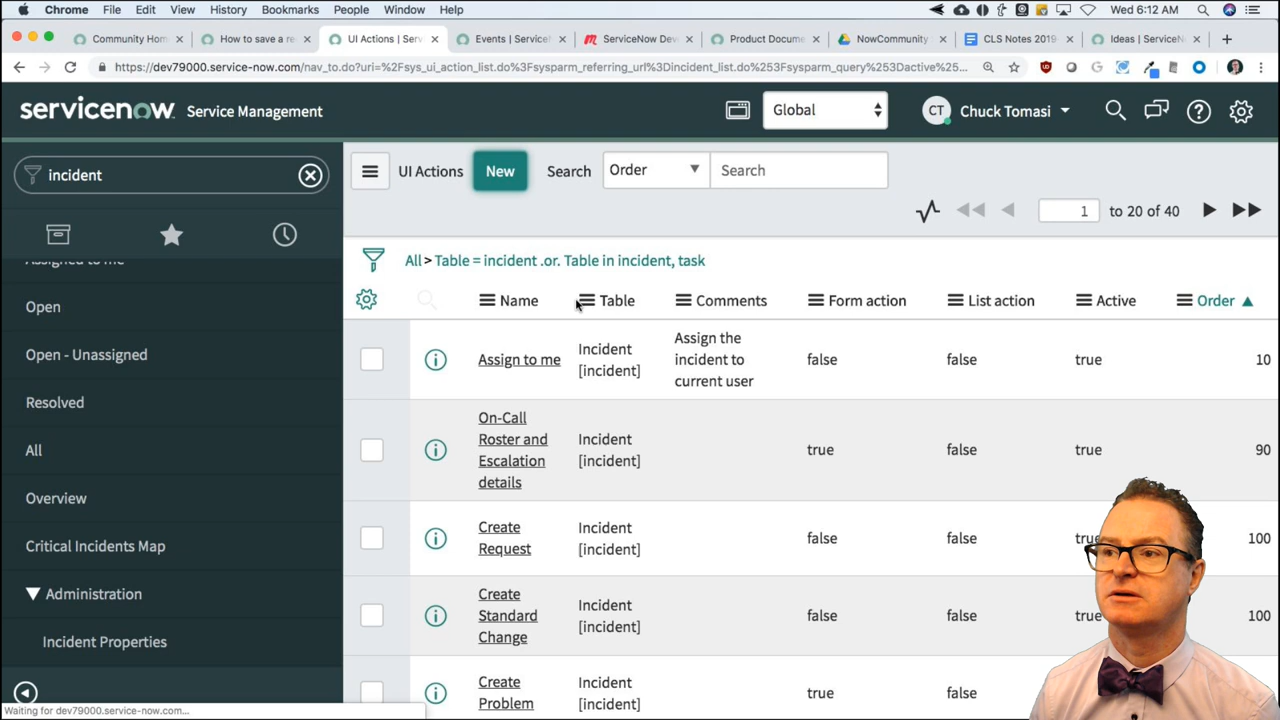 Chrome File Edit View History Bookmarks People Window Help Wed 6:12 AM
Community Hom How to save a re UI Actions | Serv Events | ServiceN ServiceNow Dev Product Docume NowCommunity CLS Notes 2019 Ideas | ServiceN
https://dev79000.service-now.com/nav_to.do?uri=%2Fsys_ui_action_list.do%3Fsysparm_referring_url%3Dincident_list.do%253Fsysparm_query%253Dactive%25...
servicenow Service Management Global CT Chuck Tomasi
incident
UI Actions New Search Order Search
1 to 20 of 40
All > Table = incident .or. Table in incident, task
Name Table Comments Form action List action Active Order
Assigned to me
Open
Open - Unassigned
Resolved
All
Overview
Critical Incidents Map
Administration
Incident Properties
Assign to me Incident [incident] Assign the incident to current user false false true 10
On-Call Roster and Escalation details Incident [incident] true false true 90
Create Request Incident [incident] false false true 100
Create Standard Change Incident [incident] false false true 100
Create Problem Incident [incident] true false
Waiting for dev79000.service-now.com...